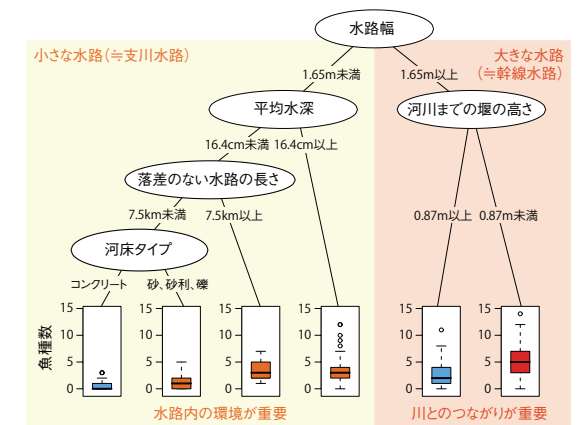 水路幅
小さな水路（≒支川水路）
大きな水路
（≒幹線水路）
1.65m未満
1.65m以上
平均水深
河川までの堰の高さ
16.4cm未満
16.4cm以上
落差のない水路の長さ
7.5km未満
7.5km以上
0.87m以上
0.87m未満
河床タイプ
コンクリート
砂、砂利、礫
魚種数
15
10
5
0
15
10
5
0
15
10
5
0
15
10
5
0
15
10
5
0
15
10
5
0
水路内の環境が重要
川とのつながりが重要